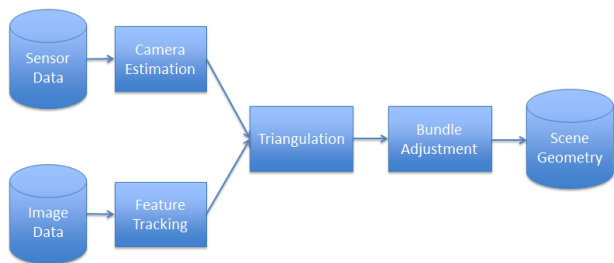 Sensor
Data
Camera
Estimation
Triangulation
Bundle
Adjustment
Scene
Geometry
Image
Data
Feature
Tracking